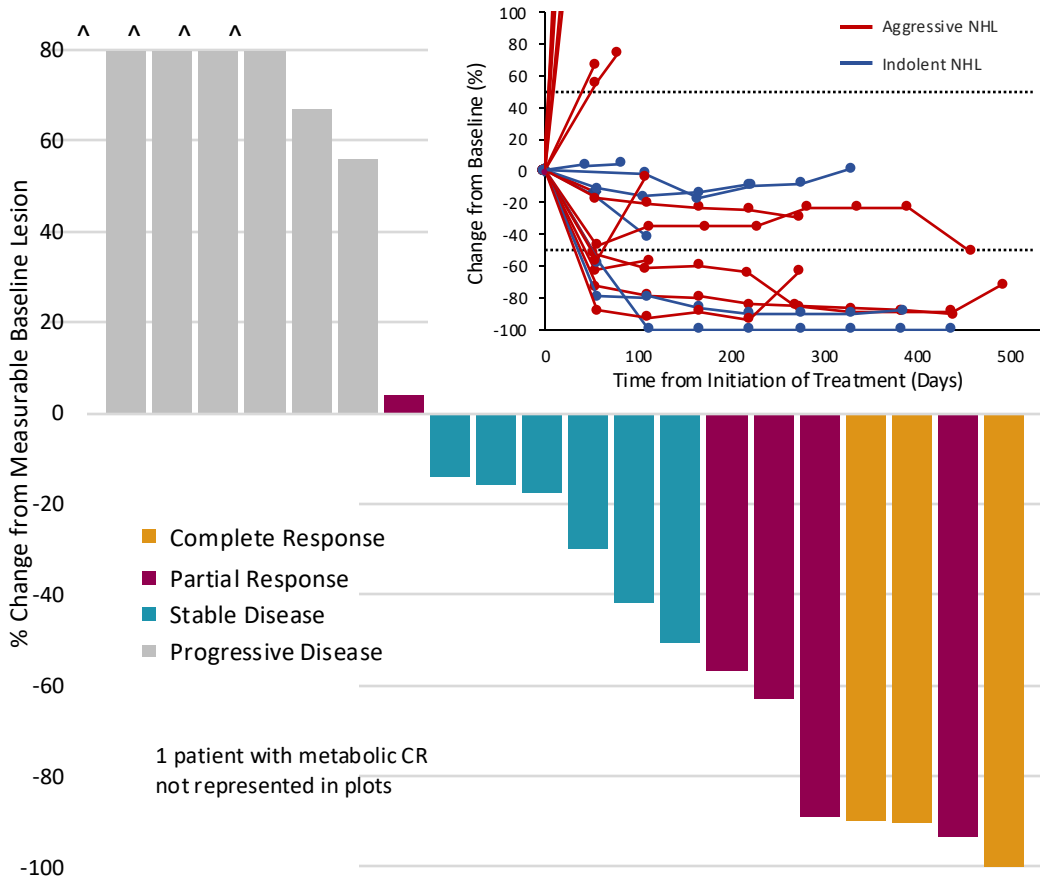 ^ ^ ^ ^
80
60
40
20
0
-20
-40
-60
-80
-100
% Change from Measurable Baseline Lesion
100
80
60
40
20
0
-20
-40
-60
-80
-100
Change from Baseline (%)
Aggressive NHL
Indolent NHL
0 100 200 300 400 500
Time from Initiation of Treatment (Days)
Complete Response
Partial Response
Stable Disease
Progressive Disease
1 patient with metabolic CR
not represented in plots